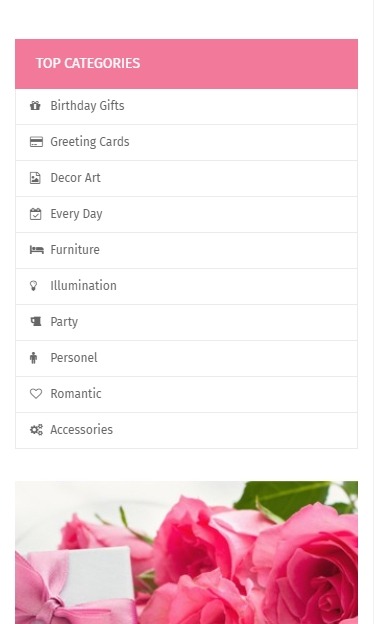 TOP CATEGORIES
Birthday Gifts
Greeting Cards
Decor Art
Every Day
Furniture
Illumination
Party
Personel
Romantic
Accessories